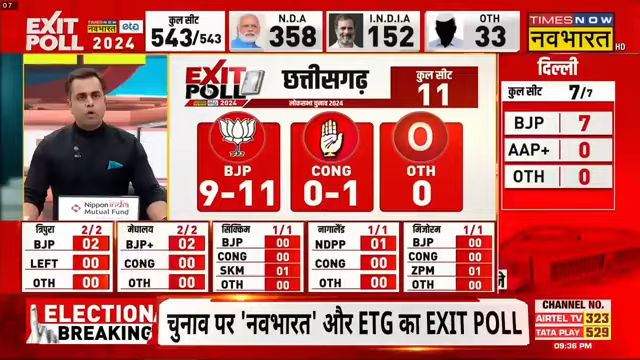 07
EXIT POLL 2024
TIMES NOW नवभारत etg
कुल सीट
543/543
N.D.A
358
I.N.D.I.A
152
OTH
33
TIMES NOW
नवभारत HD
EXIT POLL 2024
छत्तीसगढ़
लोकसभा चुनाव 2024
कुल सीट
11
BJP
9-11
CONG
0-1
O
OTH
0
दिल्ली
कुल सीट 7/7
BJP 7
AAP+ 0
OTH 0
Nippon india
Mutual Fund
त्रिपुरा 2/2
BJP 02
LEFT 00
OTH 00
मेघालय 2/2
BJP+ 02
CONG 00
OTH 00
सिक्किम 1/1
BJP 00
CONG 00
SKM 01
OTH 00
नागालैंड 1/1
NDPP 01
CONG 00
OTH 00
मिजोरम 1/1
BJP 00
CONG 00
ZPM 01
OTH 00
ELECTION
BREAKING
चुनाव पर 'नवभारत' और ETG का EXIT POLL
CHANNEL NO.
AIRTEL TV 323
TATA PLAY 529
09:36 PM